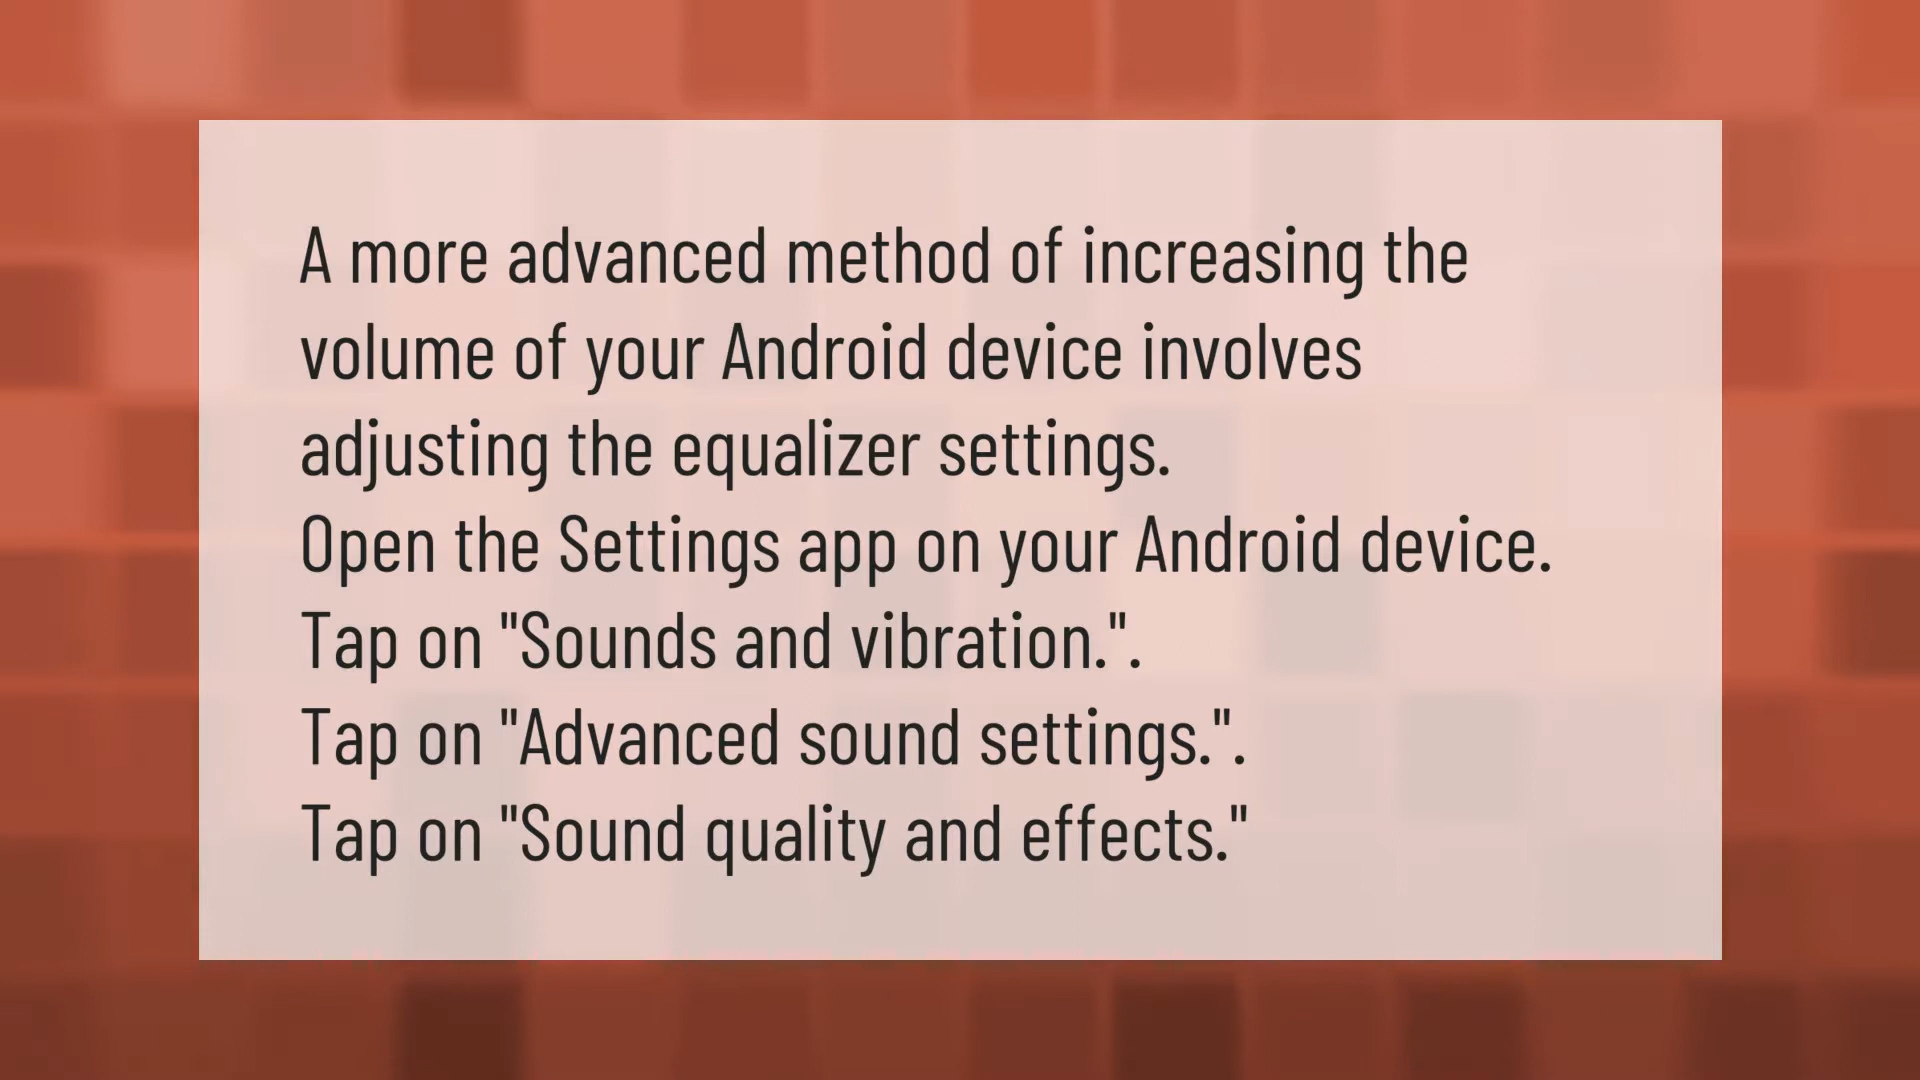 A more advanced method of increasing the
volume of your Android device involves
adjusting the equalizer settings.
Open the Settings app on your Android device.
Tap on "Sounds and vibration.".
Tap on "Advanced sound settings.".
Tap on "Sound quality and effects."